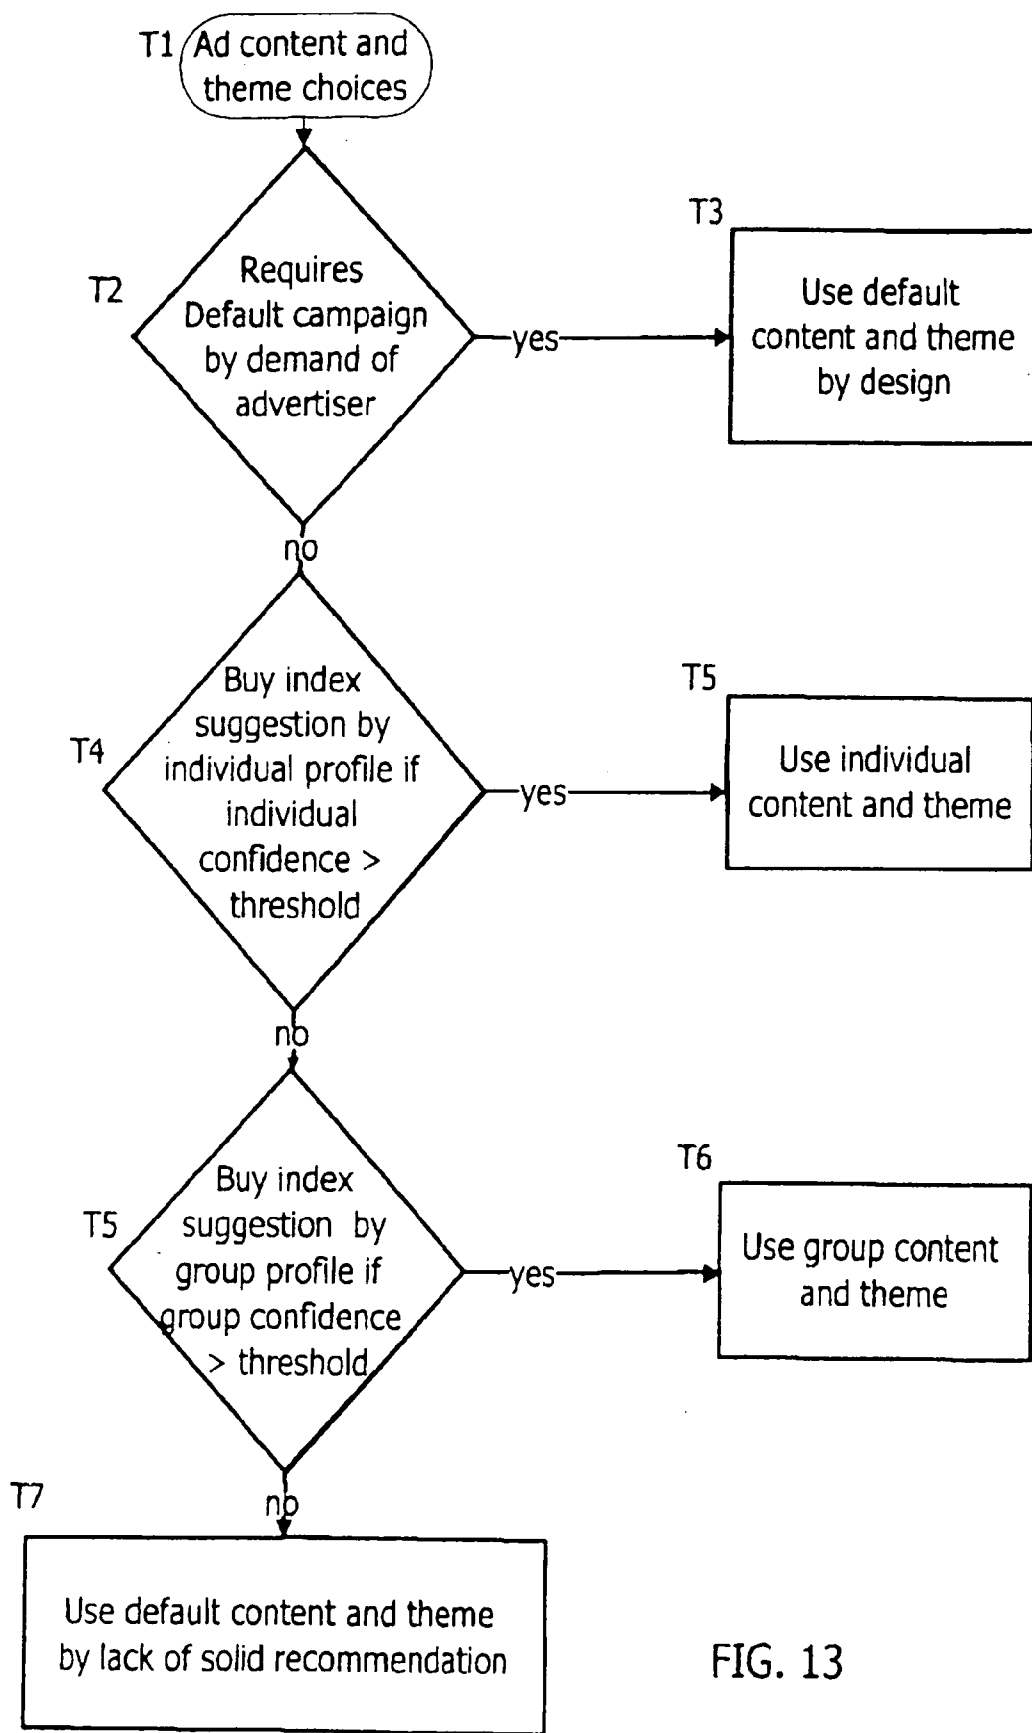 T1
Ad content and
theme choices
T2
Requires
Default campaign
by demand of
advertiser
yes
T3
Use default
content and theme
by design
no
T4
Buy index
suggestion by
individual profile if
individual
confidence >
threshold
yes
T5
Use individual
content and theme
no
T5
Buy index
suggestion by
group profile if
group confidence
> threshold
yes
T6
Use group content
and theme
no
T7
Use default content and theme
by lack of solid recommendation
FIG. 13